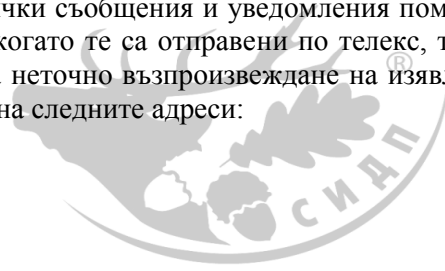 чки съобщения и уведомления пом
когато те са отправени по телекс, т
неточно възпроизвеждане на изявл
на следните адреси:
®
СИДП